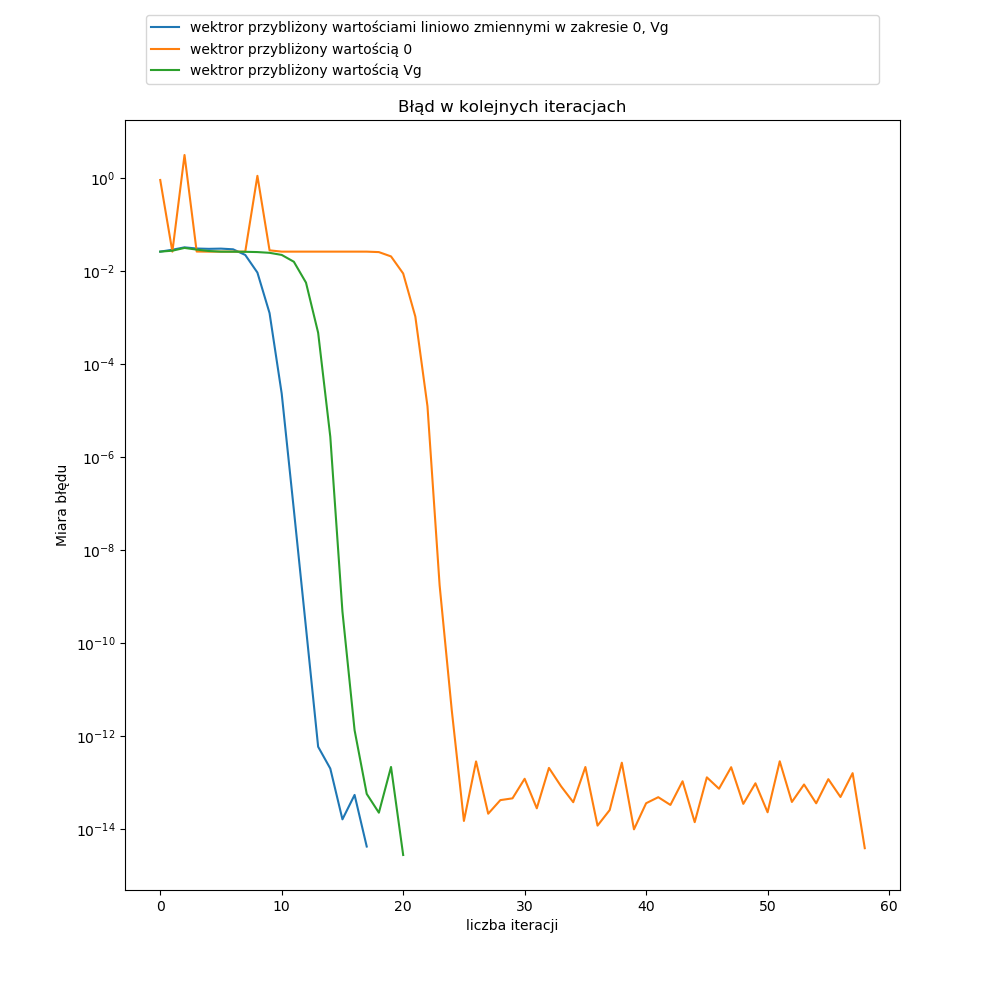 wektror przybliżony wartościami liniowo zmiennymi w zakresie 0, Vg
wektror przybliżony wartością 0
wektror przybliżony wartością Vg
Błąd w kolejnych iteracjach
10⁰
10⁻²
10⁻⁴
10⁻⁶
10⁻⁸
10⁻¹⁰
10⁻¹²
10⁻¹⁴
Miara błędu
0 10 20 30 40 50 60
liczba iteracji